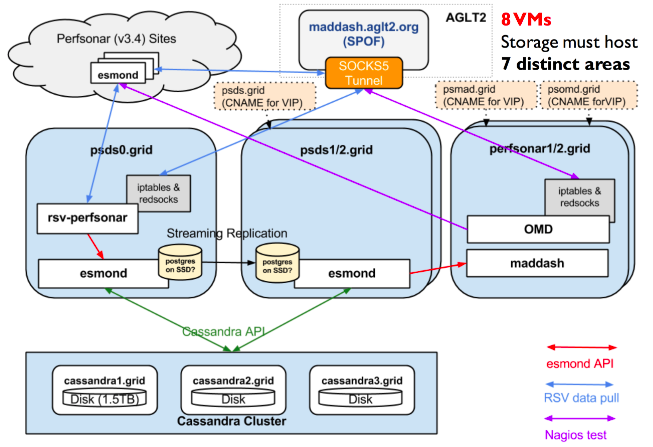 AGLT2
8 VMs
Storage must host
7 distinct areas
Perfsonar (v3.4) Sites
esmond
maddash.aglt2.org
(SPOF)
SOCKS5
Tunnel
psds.grid
(CNAME for VIP)
psmad.grid
(CNAME for VIP)
psomd.grid
(CNAME forVIP)
psds0.grid
psds1/2.grid
perfsonar1/2.grid
iptables &
redsocks
iptables &
redsocks
rsv-perfsonar
OMD
Streaming Replication
maddash
postgres
on SSD?
postgres
on SSD?
esmond
esmond
Cassandra API
cassandra1.grid
Disk (1.5TB)
cassandra2.grid
Disk
cassandra3.grid
Disk
Cassandra Cluster
esmond API
RSV data pull
Nagios test